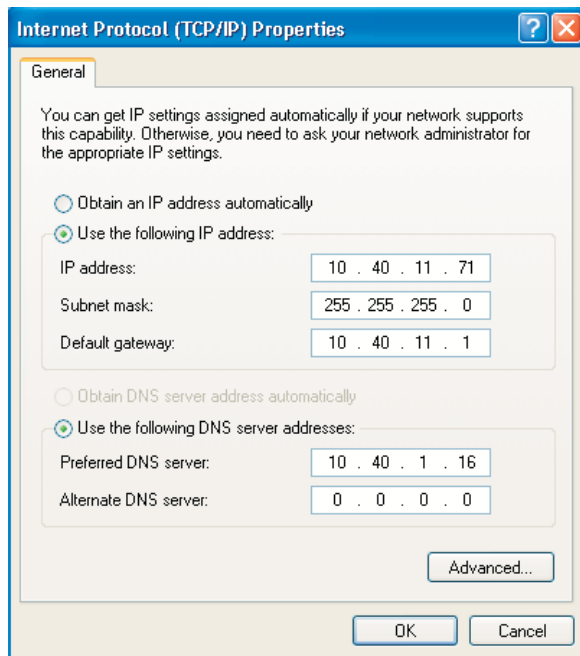 Internet Protocol (TCP/IP) Properties
General
You can get IP settings assigned automatically if your network supports
this capability. Otherwise, you need to ask your network administrator for
the appropriate IP settings.
Obtain an IP address automatically
Use the following IP address:
IP address: 10 . 40 . 11 . 71
Subnet mask: 255 . 255 . 255 . 0
Default gateway: 10 . 40 . 11 . 1
Obtain DNS server address automatically
Use the following DNS server addresses:
Preferred DNS server: 10 . 40 . 1 . 16
Alternate DNS server: 0 . 0 . 0 . 0
Advanced...
OK Cancel